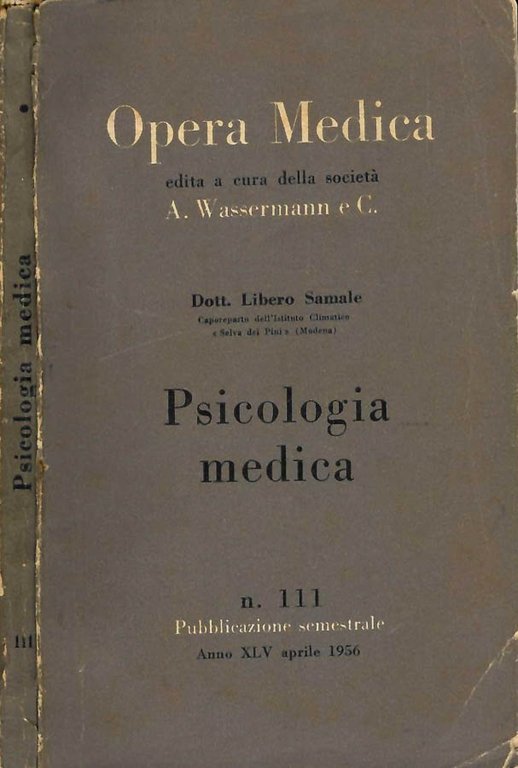 Opera Medica
edita a cura della società
A. Wassermann e C.
Dott. Libero Samale
Caporeparto dell'Istituto Climatico
« Selva dei Pini » (Modena)
Psicologia
medica
n. 111
Pubblicazione semestrale
Anno XLV aprile 1956
Psicologia medica
111